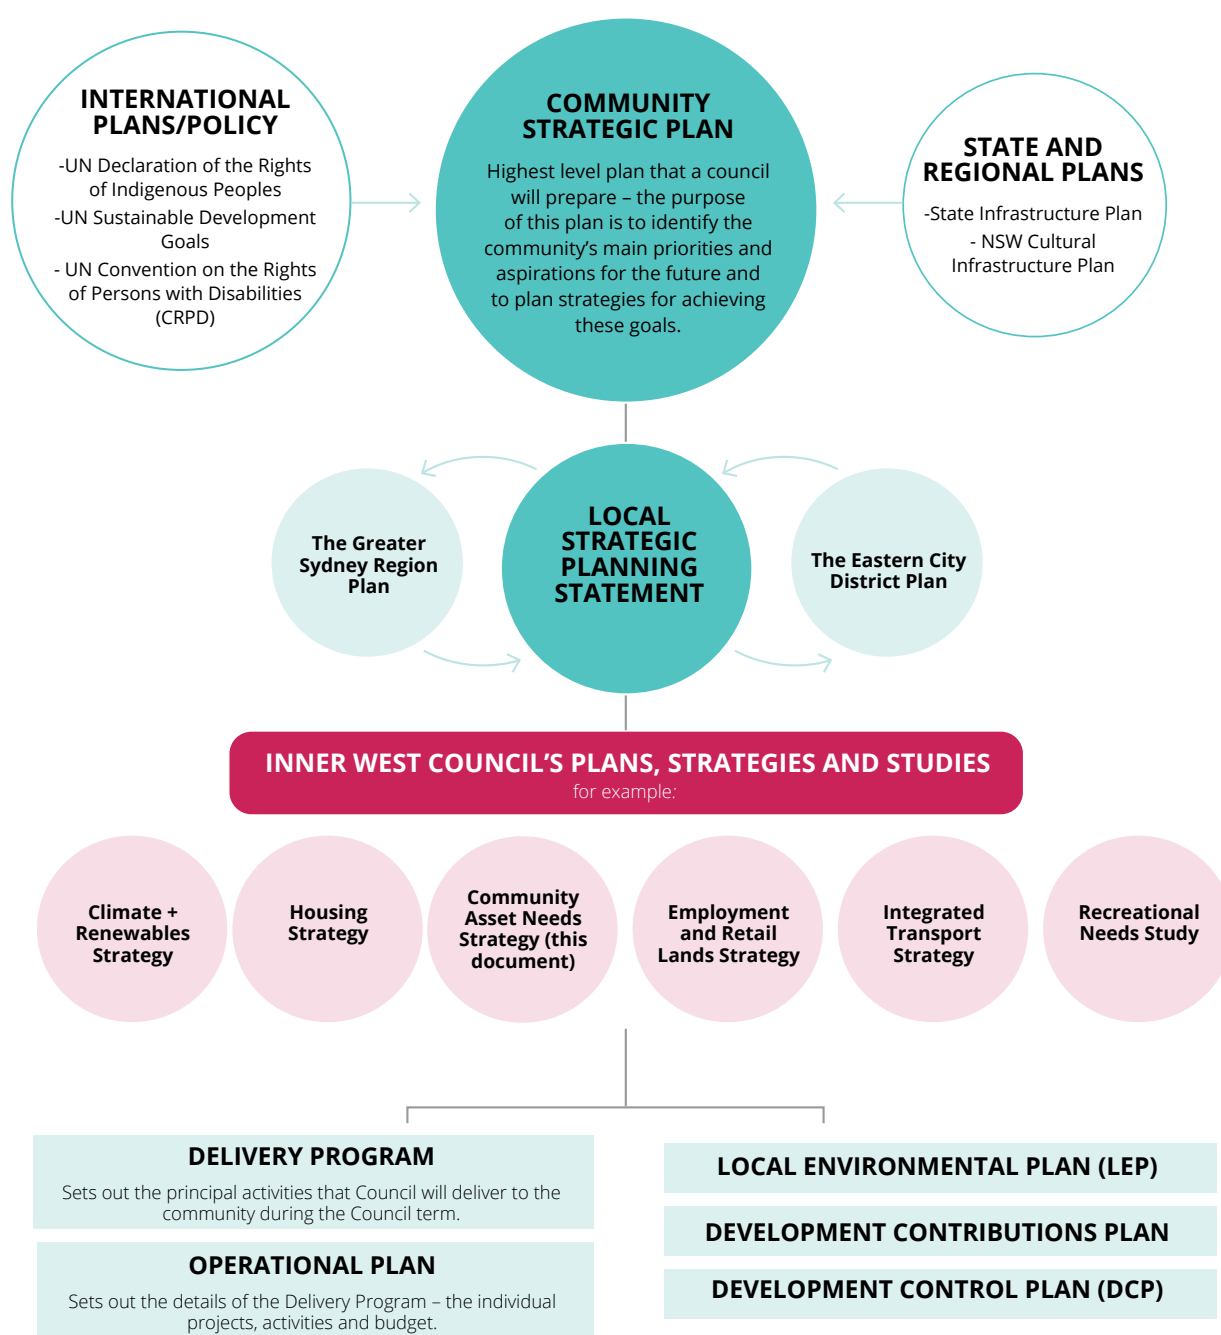 INTERNATIONAL
PLANS/POLICY
-UN Declaration of the Rights
of Indigenous Peoples
-UN Sustainable Development
Goals
- UN Convention on the Rights
of Persons with Disabilities
(CRPD)
COMMUNITY
STRATEGIC PLAN
Highest level plan that a council
will prepare – the purpose
of this plan is to identify the
community’s main priorities and
aspirations for the future and
to plan strategies for achieving
these goals.
STATE AND
REGIONAL PLANS
-State Infrastructure Plan
- NSW Cultural
Infrastructure Plan
The Greater
Sydney Region
Plan
LOCAL
STRATEGIC
PLANNING
STATEMENT
The Eastern City
District Plan
INNER WEST COUNCIL’S PLANS, STRATEGIES AND STUDIES
for example:
Climate +
Renewables
Strategy
Housing
Strategy
Community
Asset Needs
Strategy (this
document)
Employment
and Retail
Lands Strategy
Integrated
Transport
Strategy
Recreational
Needs Study
DELIVERY PROGRAM
Sets out the principal activities that Council will deliver to the
community during the Council term.
OPERATIONAL PLAN
Sets out the details of the Delivery Program – the individual
projects, activities and budget.
LOCAL ENVIRONMENTAL PLAN (LEP)
DEVELOPMENT CONTRIBUTIONS PLAN
DEVELOPMENT CONTROL PLAN (DCP)